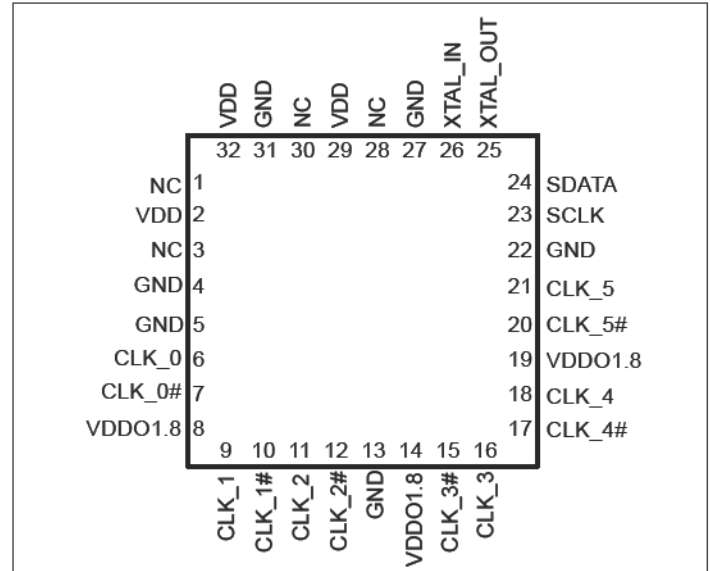 VDD GND NC VDD NC GND XTAL_IN XTAL_OUT
32 31 30 29 28 27 26 25
NC 1 24 SDATA
VDD 2 23 SCLK
NC 3 22 GND
GND 4 21 CLK_5
GND 5 20 CLK_5#
CLK_0 6 19 VDDO1.8
CLK_0# 7 18 CLK_4
VDDO1.8 8 17 CLK_4#
9 10 11 12 13 14 15 16
CLK_1 CLK_1# CLK_2 CLK_2# GND VDDO1.8 CLK_3# CLK_3